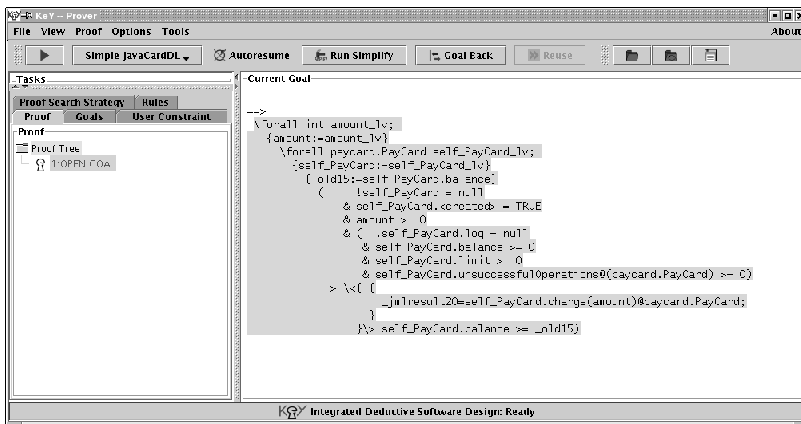 KeY -- Prover
File View Proof Options Tools About
Simple JavaCardDL Autoresume Run Simplify Goal Back Reuse
Tasks
Proof Search Strategy Rules
Proof Goals User Constraint
Proof
Proof Tree
1:OPEN GOA
Current Goal
==>
\forall int amount_lv;
{amount:=amount_lv}
\forall paycard.PayCard self_PayCard_lv;
{self_PayCard:=self_PayCard_lv}
{_old15:=self_PayCard.balance}
( !self_PayCard = null
& self_PayCard.<created> = TRUE
& amount > 0
& ( !self_PayCard.log = null
& self_PayCard.balance >= 0
& self_PayCard.limit > 0
& self_PayCard.unsuccessfulOperations@(paycard.PayCard) >= 0)
-> \<{ {
_jmlresult20=self_PayCard.charge(amount)@paycard.PayCard;
}
}\> self_PayCard.balance >= _old15)
KeY Integrated Deductive Software Design: Ready